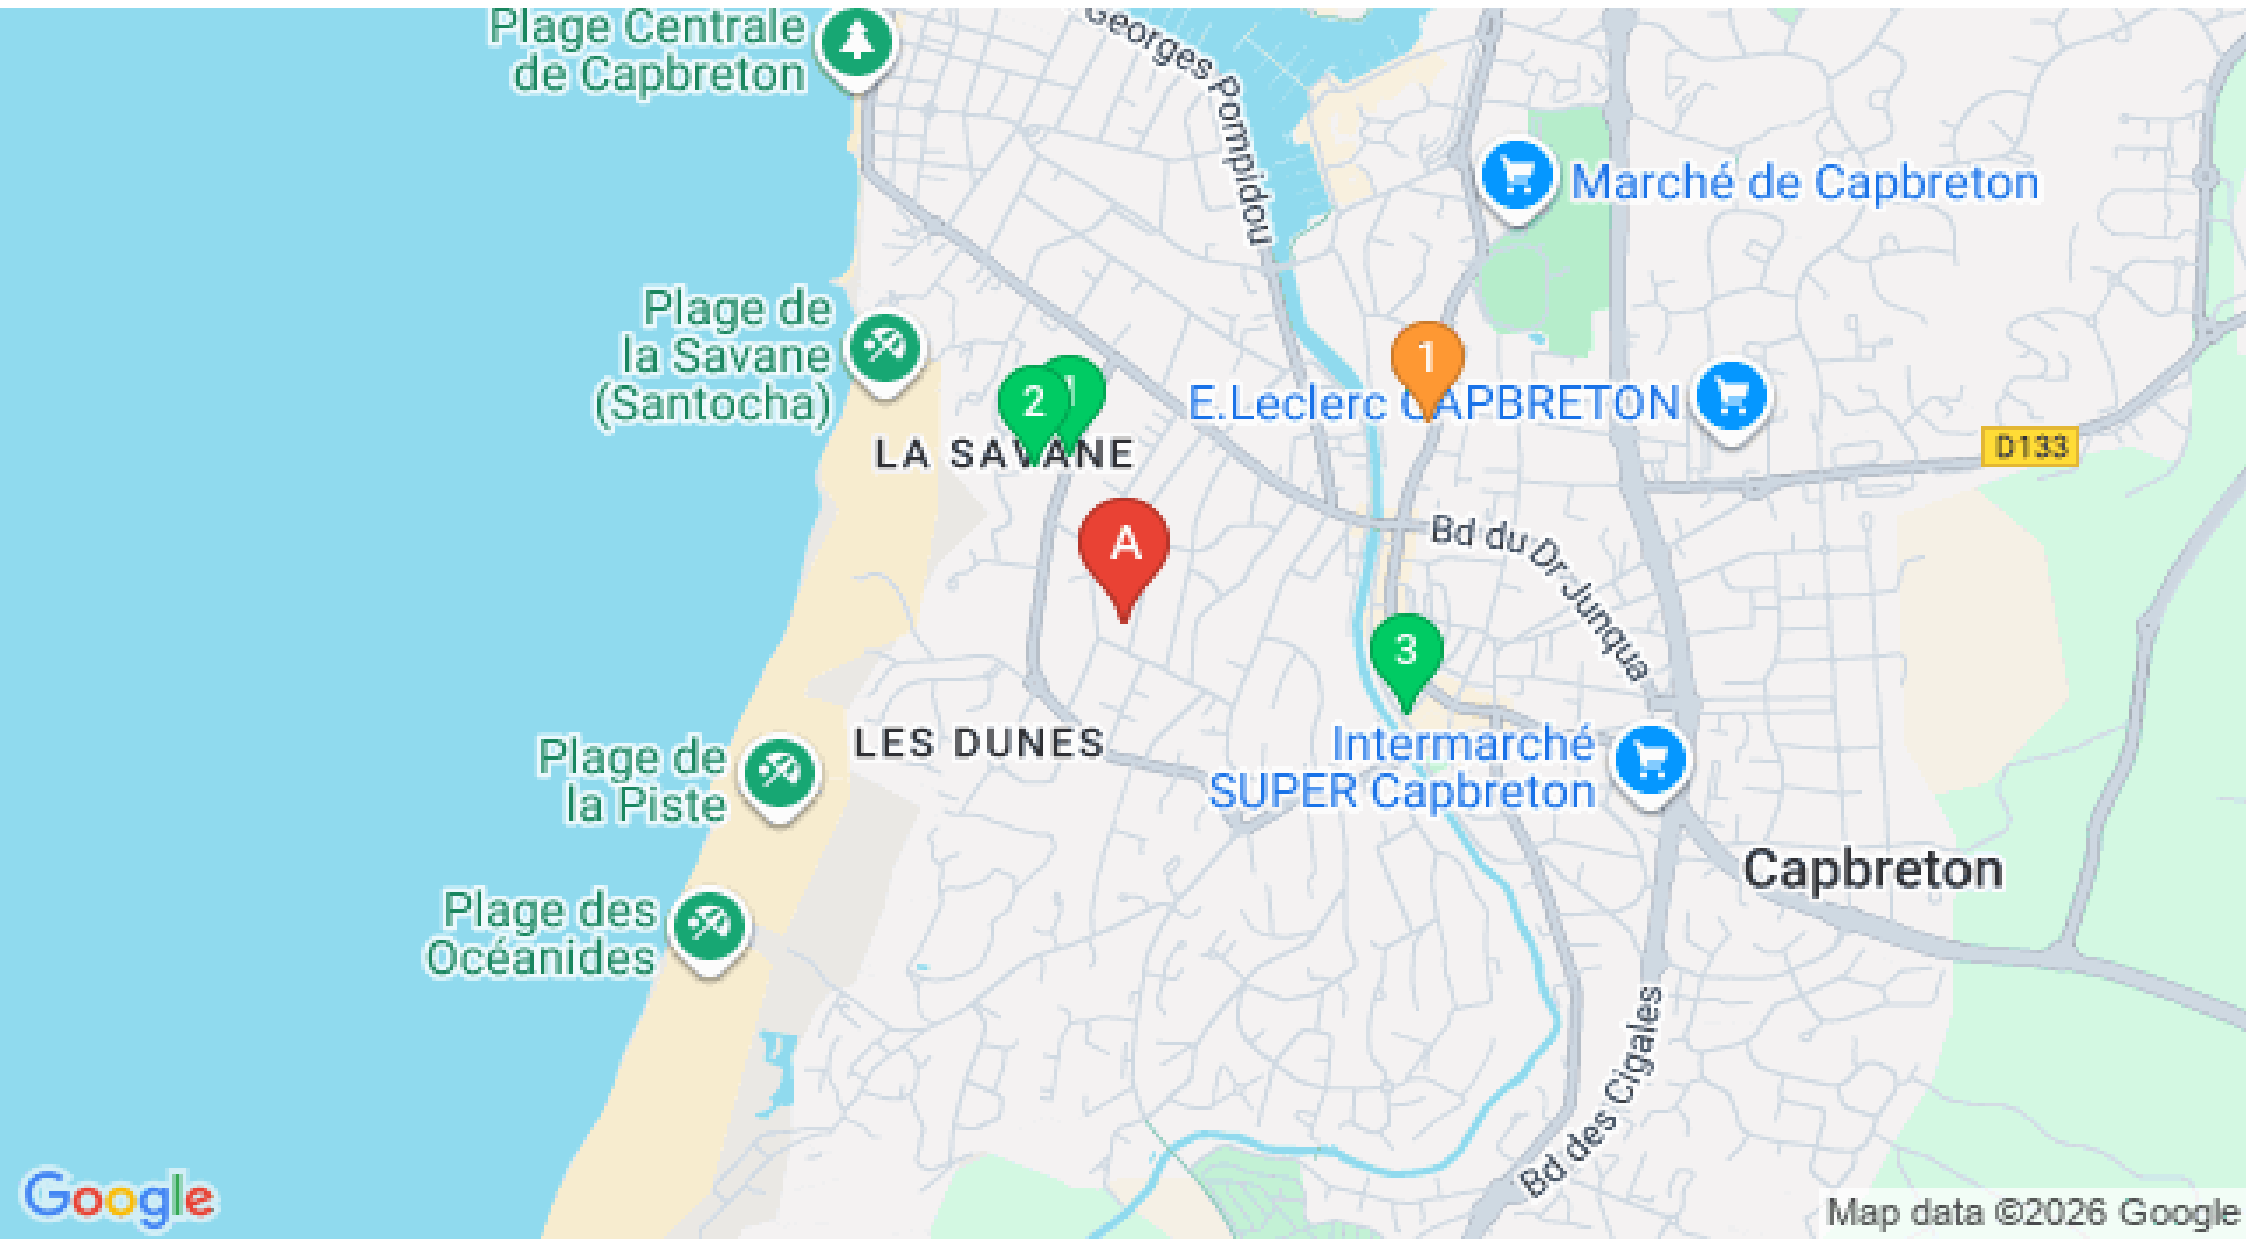 Plage Centrale
de Capbreton
Georges Pompidou
Marché de Capbreton
Plage de
la Savane
(Santocha)
1
2
1
E.Leclerc CAPBRETON
LA SAVANE
D133
A
Bd du Dr Junqua
3
Plage de
la Piste
LES DUNES
Intermarché
SUPER Capbreton
Capbreton
Plage des
Océanides
Bd des Cigales
Google
Map data ©2026 Google